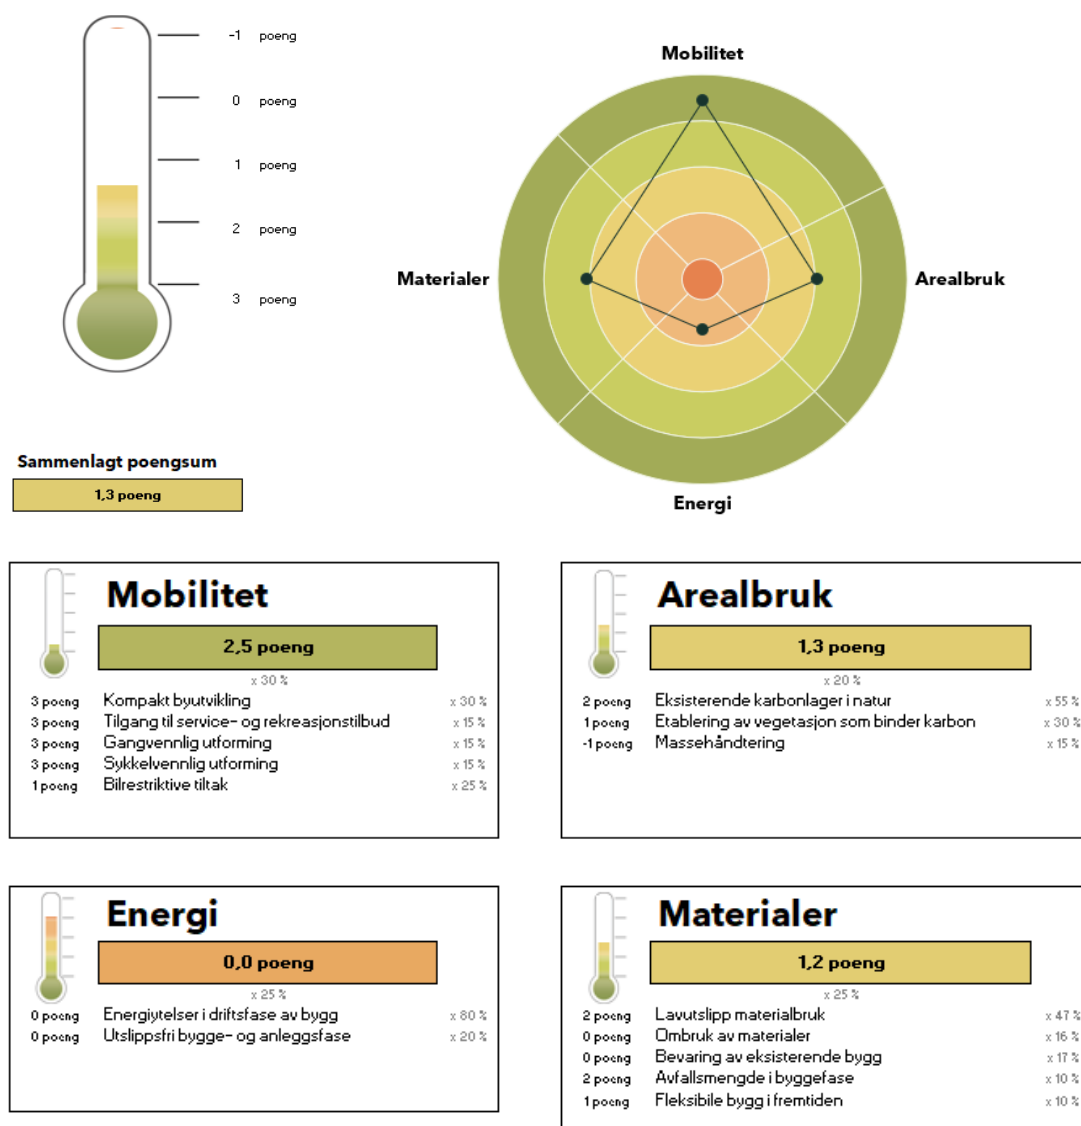 -1 poeng
0 poeng
1 poeng
2 poeng
3 poeng
Sammenlagt poengsum
1,3 poeng
Mobilitet
Materialer
Arealbruk
Energi
Mobilitet
2,5 poeng
x 30 %
3 poeng Kompakt byutvikling x 30 %
3 poeng Tilgang til service- og rekreasjonstilbud x 15 %
3 poeng Gangvennlig utforming x 15 %
3 poeng Sykkelvennlig utforming x 15 %
1 poeng Bilrestriktive tiltak x 25 %
Arealbruk
1,3 poeng
x 20 %
2 poeng Eksisterende karbonlager i natur x 55 %
1 poeng Etablering av vegetasjon som binder karbon x 30 %
-1 poeng Massehåndtering x 15 %
Energi
0,0 poeng
x 25 %
0 poeng Energiytelser i driftsfase av bygg x 80 %
0 poeng Utslippsfri bygge- og anleggsfase x 20 %
Materialer
1,2 poeng
x 25 %
2 poeng Lavutslipp materialbruk x 47 %
0 poeng Ombruk av materialer x 16 %
0 poeng Bevaring av eksisterende bygg x 17 %
2 poeng Avfallsmengde i byggefase x 10 %
1 poeng Fleksibile bygg i fremtiden x 10 %